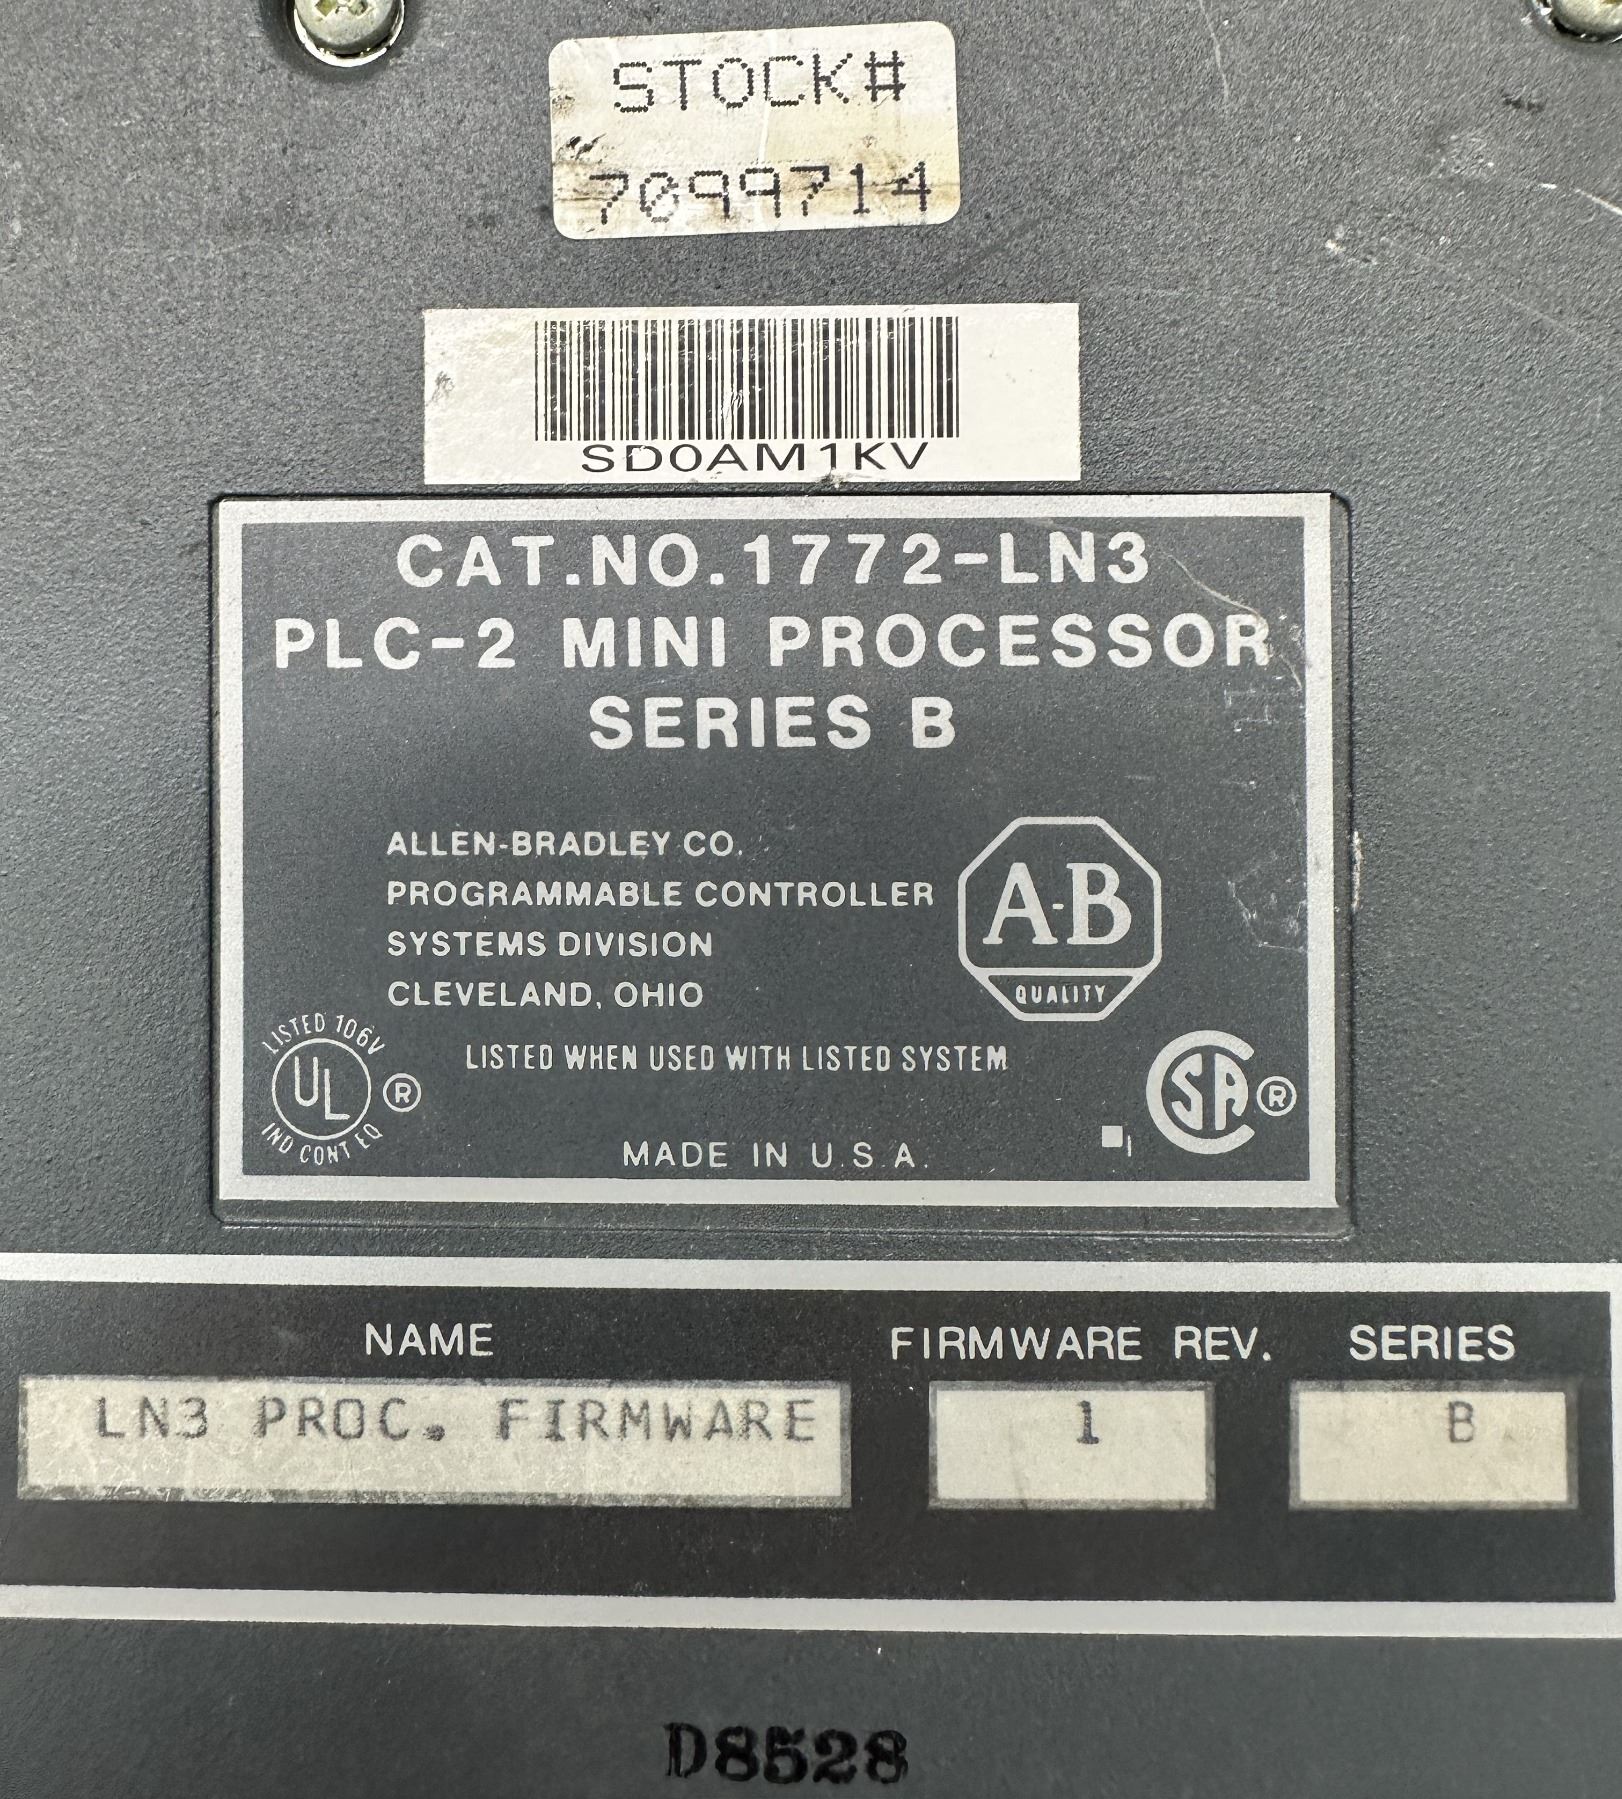 STOCK#
7099714
SD0AM1KV
CAT.NO.1772-LN3
PLC-2 MINI PROCESSOR
SERIES B
ALLEN-BRADLEY CO.
PROGRAMMABLE CONTROLLER
SYSTEMS DIVISION
CLEVELAND, OHIO
A-B
QUALITY
LISTED 106V
UL ®
IND CONT EQ
LISTED WHEN USED WITH LISTED SYSTEM
CSA ®
MADE IN U.S.A.
NAME FIRMWARE REV. SERIES
LN3 PROC. FIRMWARE 1 B
D8528